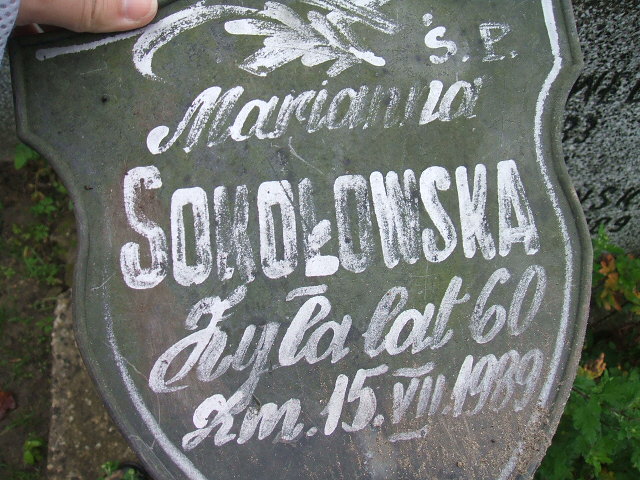 Ś. P.
Marianna
SOKOŁOWSKA
Żyła lat 60
Zm. 15. VII. 1989